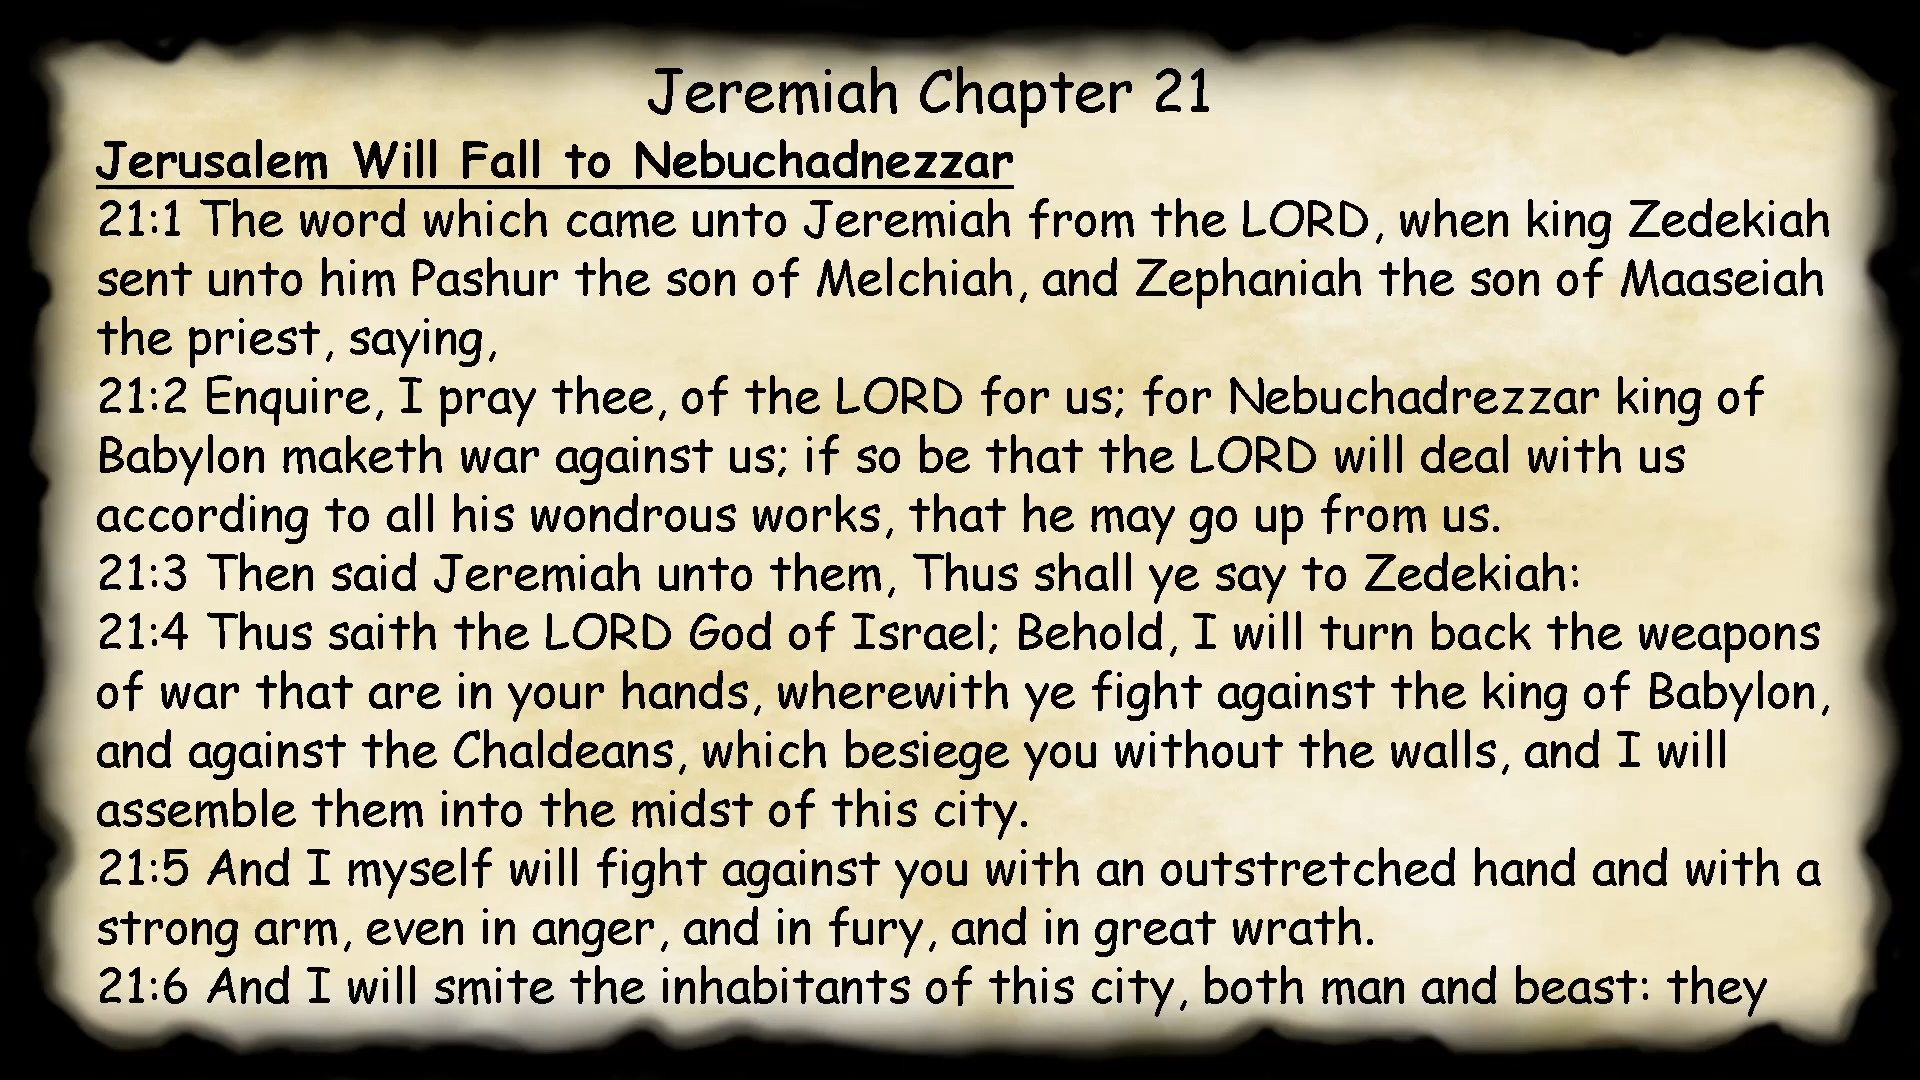 Jeremiah Chapter 21
Jerusalem Will Fall to Nebuchadnezzar
21:1 The word which came unto Jeremiah from the LORD, when king Zedekiah
sent unto him Pashur the son of Melchiah, and Zephaniah the son of Maaseiah
the priest, saying,
21:2 Enquire, I pray thee, of the LORD for us; for Nebuchadrezzar king of
Babylon maketh war against us; if so be that the LORD will deal with us
according to all his wondrous works, that he may go up from us.
21:3 Then said Jeremiah unto them, Thus shall ye say to Zedekiah:
21:4 Thus saith the LORD God of Israel; Behold, I will turn back the weapons
of war that are in your hands, wherewith ye fight against the king of Babylon,
and against the Chaldeans, which besiege you without the walls, and I will
assemble them into the midst of this city.
21:5 And I myself will fight against you with an outstretched hand and with a
strong arm, even in anger, and in fury, and in great wrath.
21:6 And I will smite the inhabitants of this city, both man and beast: they